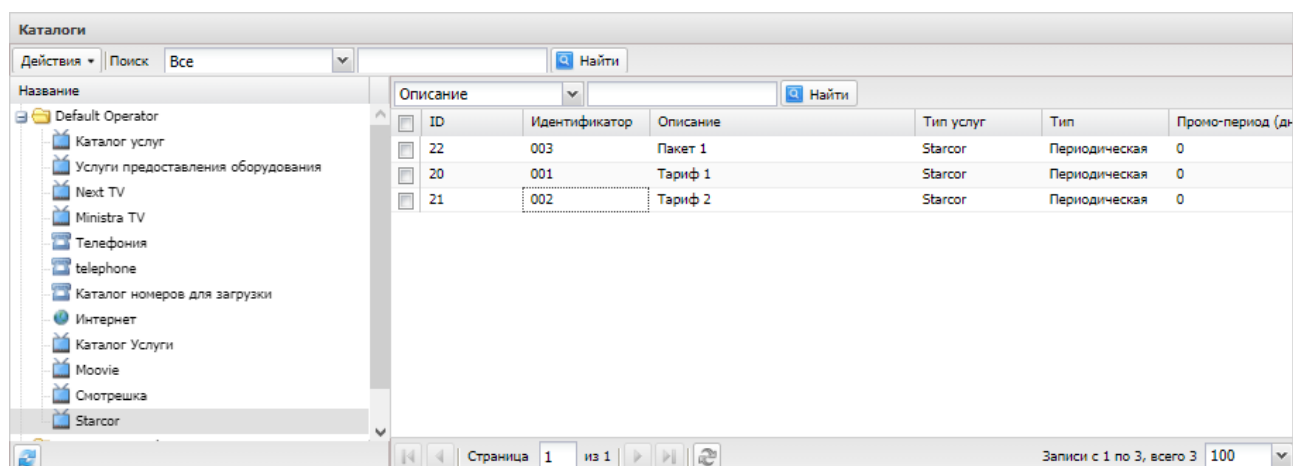 Каталоги
Действия Поиск Все Найти
Название
Default Operator
Каталог услуг
Услуги предоставления оборудования
Next TV
Ministra TV
Телефония
telephone
Каталог номеров для загрузки
Интернет
Каталог Услуги
Moovie
Смотрешка
Starcor
Описание Найти
ID Идентификатор Описание Тип услуг Тип Промо-период (дн
22 003 Пакет 1 Starcor Периодическая 0
20 001 Тариф 1 Starcor Периодическая 0
21 002 Тариф 2 Starcor Периодическая 0
Страница 1 из 1 Записи с 1 по 3, всего 3 100